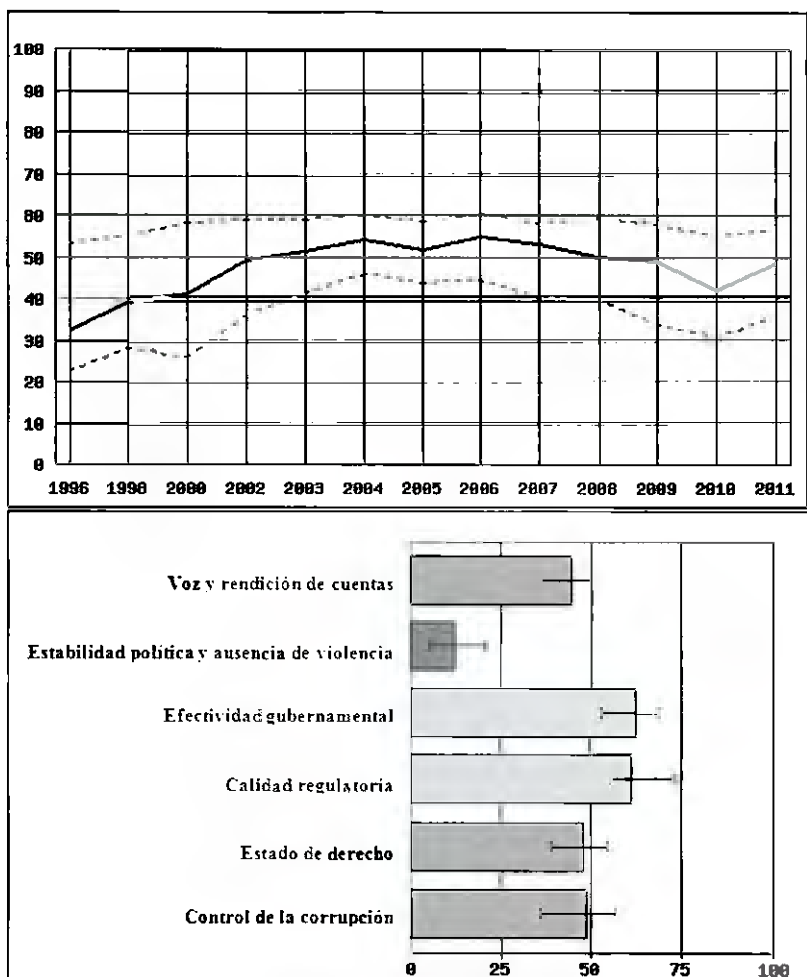 100
90
80
70
60
50
40
30
20
10
0
1996 1998 2000 2002 2003 2004 2005 2006 2007 2008 2009 2010 2011
Voz y rendición de cuentas
Estabilidad política y ausencia de violencia
Efectividad gubernamental
Calidad regulatoria
Estado de derecho
Control de la corrupción
0 25 50 75 100